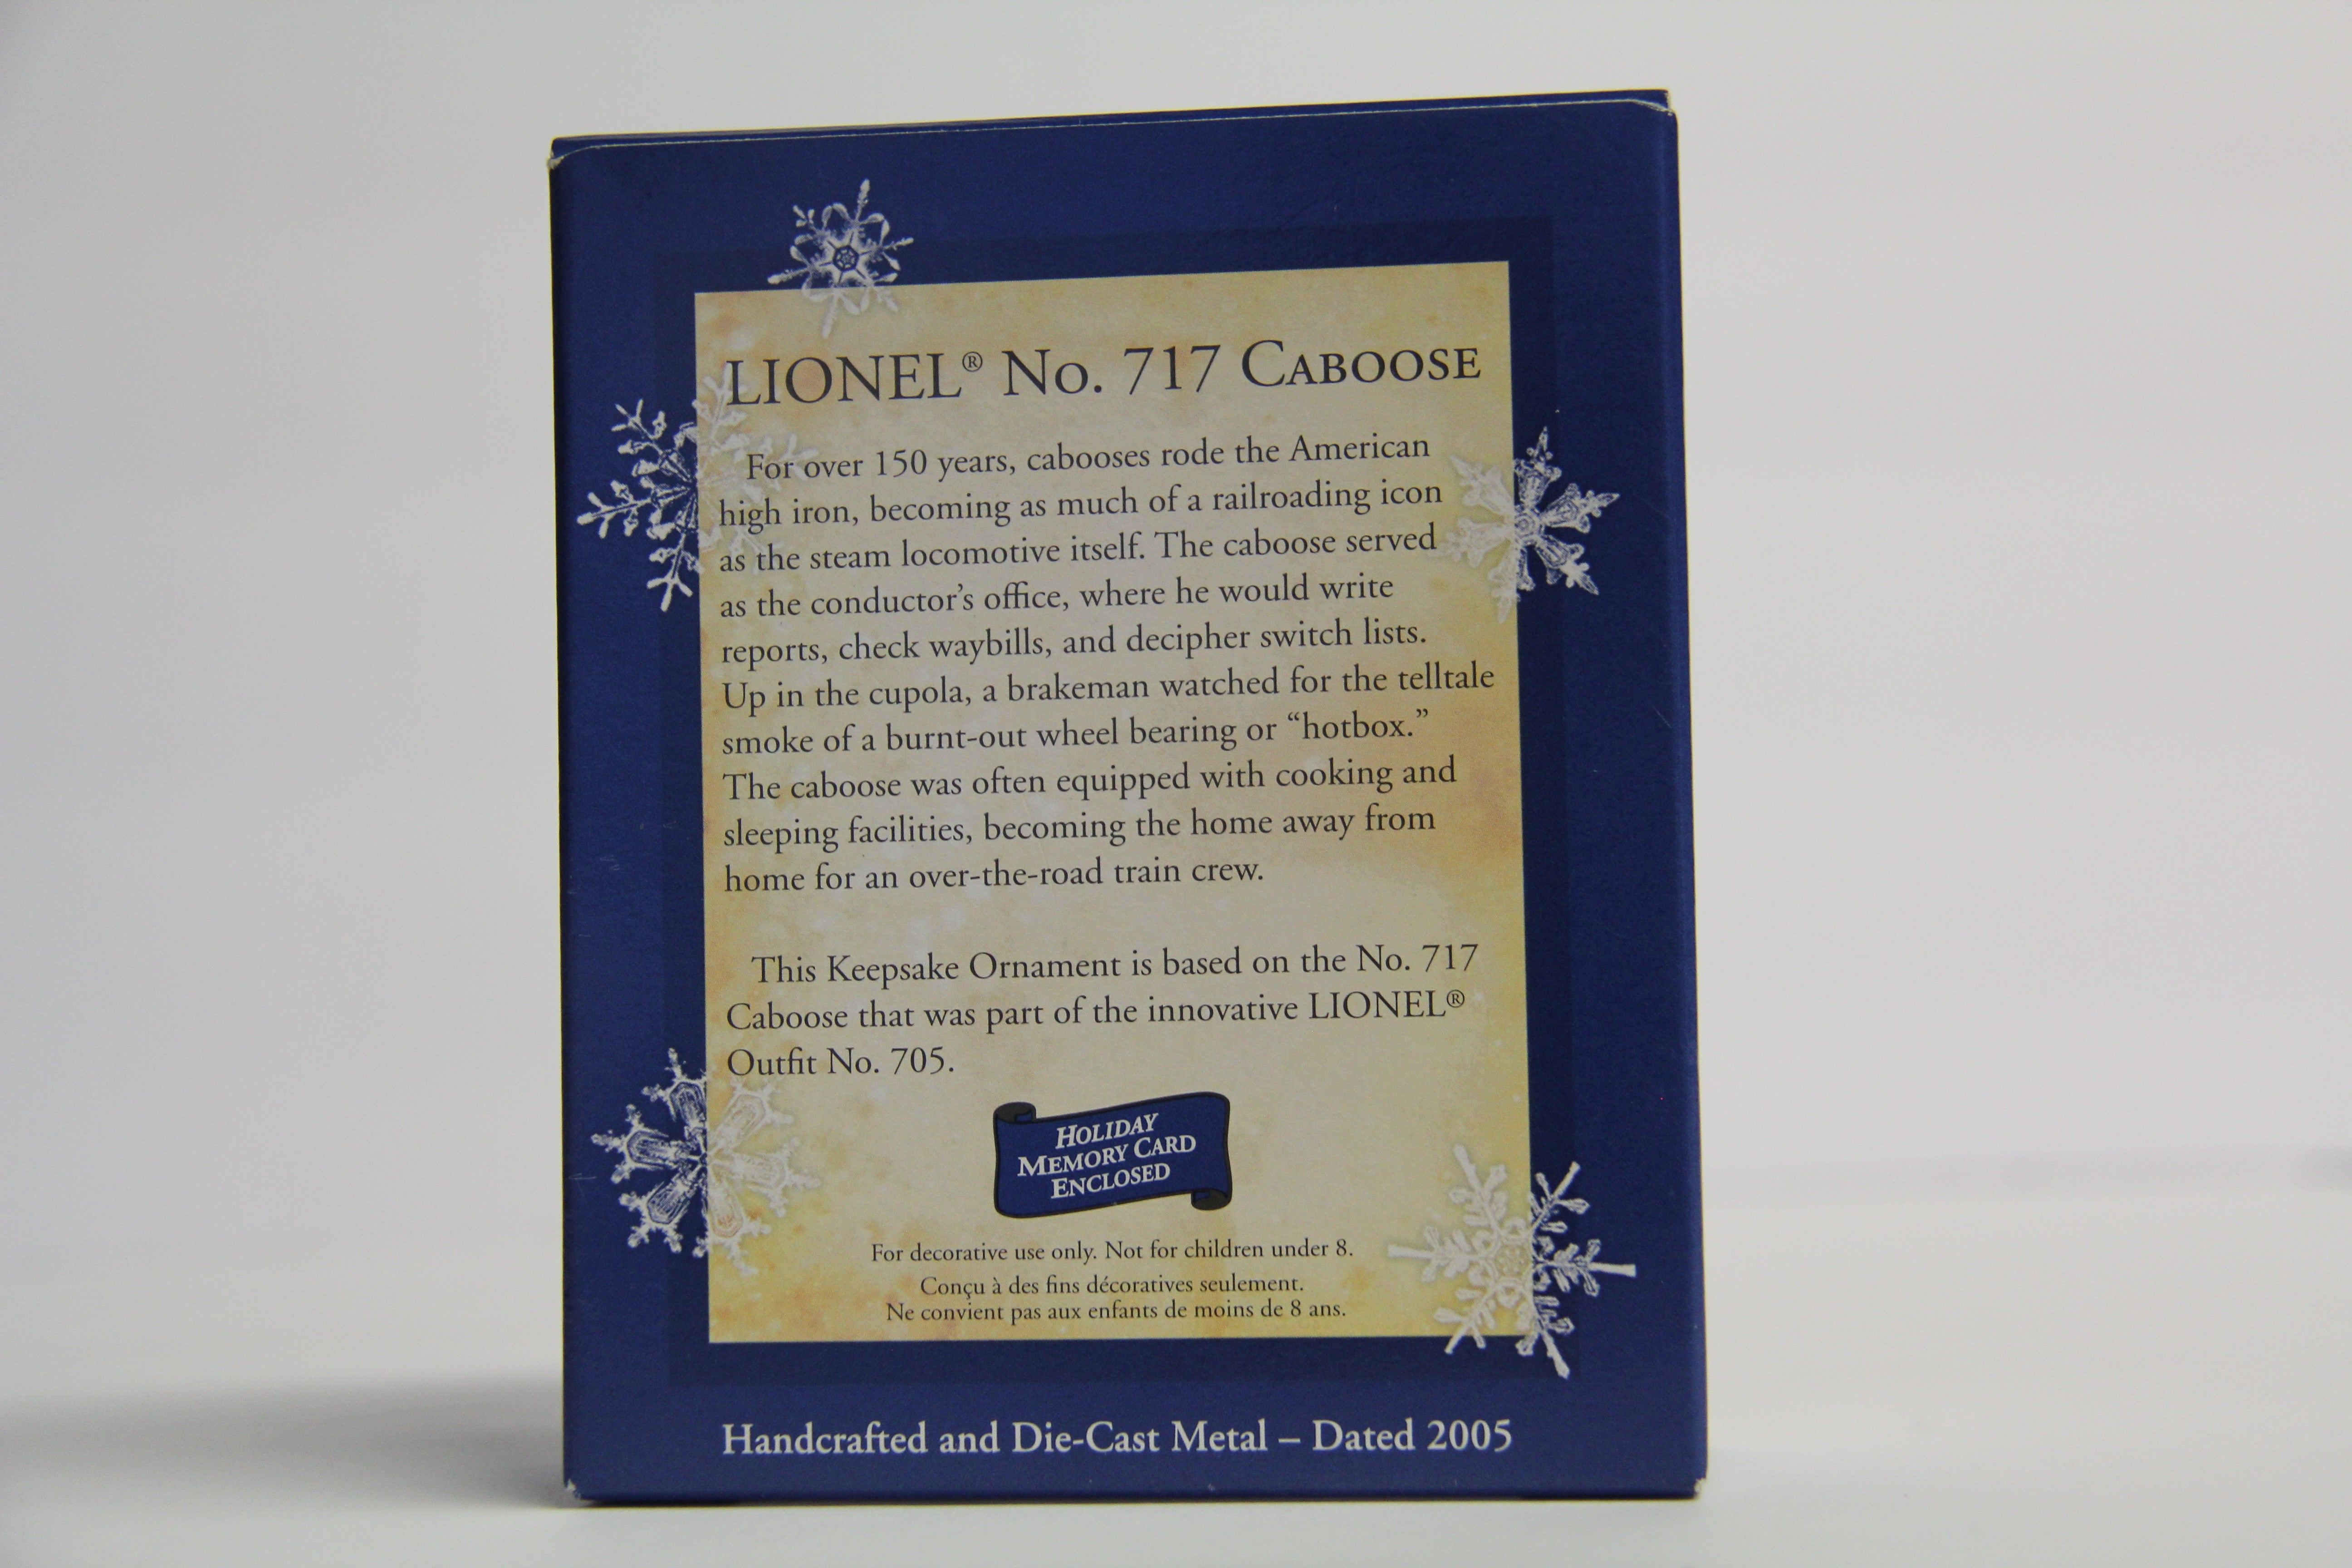 LIONEL® No. 717 CABOOSE
For over 150 years, cabooses rode the American
high iron, becoming as much of a railroading icon
as the steam locomotive itself. The caboose served
as the conductor’s office, where he would write
reports, check waybills, and decipher switch lists.
Up in the cupola, a brakeman watched for the telltale
smoke of a burnt-out wheel bearing or “hotbox.”
The caboose was often equipped with cooking and
sleeping facilities, becoming the home away from
home for an over-the-road train crew.
This Keepsake Ornament is based on the No. 717
Caboose that was part of the innovative LIONEL®
Outfit No. 705.
HOLIDAY
MEMORY CARD
ENCLOSED
For decorative use only. Not for children under 8.
Conçu à des fins décoratives seulement.
Ne convient pas aux enfants de moins de 8 ans.
Handcrafted and Die-Cast Metal – Dated 2005